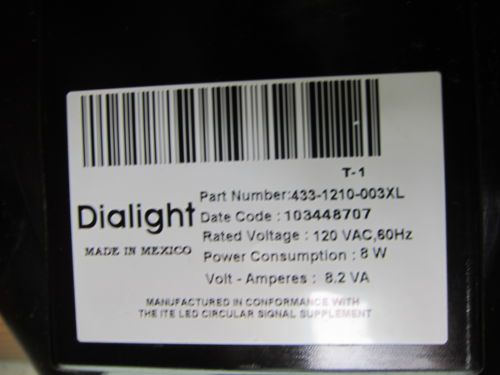 T-1
Part Number:433-1210-003XL
Dialight
Date Code : 103448707
MADE IN MEXICO
Rated Voltage : 120 VAC,60Hz
Power Consumption : 8 W
Volt - Amperes : 8.2 VA
MANUFACTURED IN CONFORMANCE WITH
THE ITE LED CIRCULAR SIGNAL SUPPLEMENT